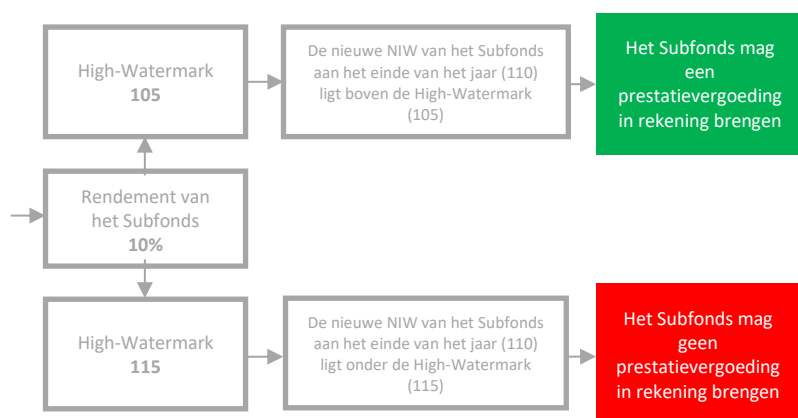 High-Watermark
105
De nieuwe NIW van het Subfonds
aan het einde van het jaar (110)
ligt boven de High-Watermark
(105)
Het Subfonds mag
een
prestatievergoeding
in rekening brengen
Rendement van
het Subfonds
10%
High-Watermark
115
De nieuwe NIW van het Subfonds
aan het einde van het jaar (110)
ligt onder de High-Watermark
(115)
Het Subfonds mag
geen
prestatievergoeding
in rekening brengen